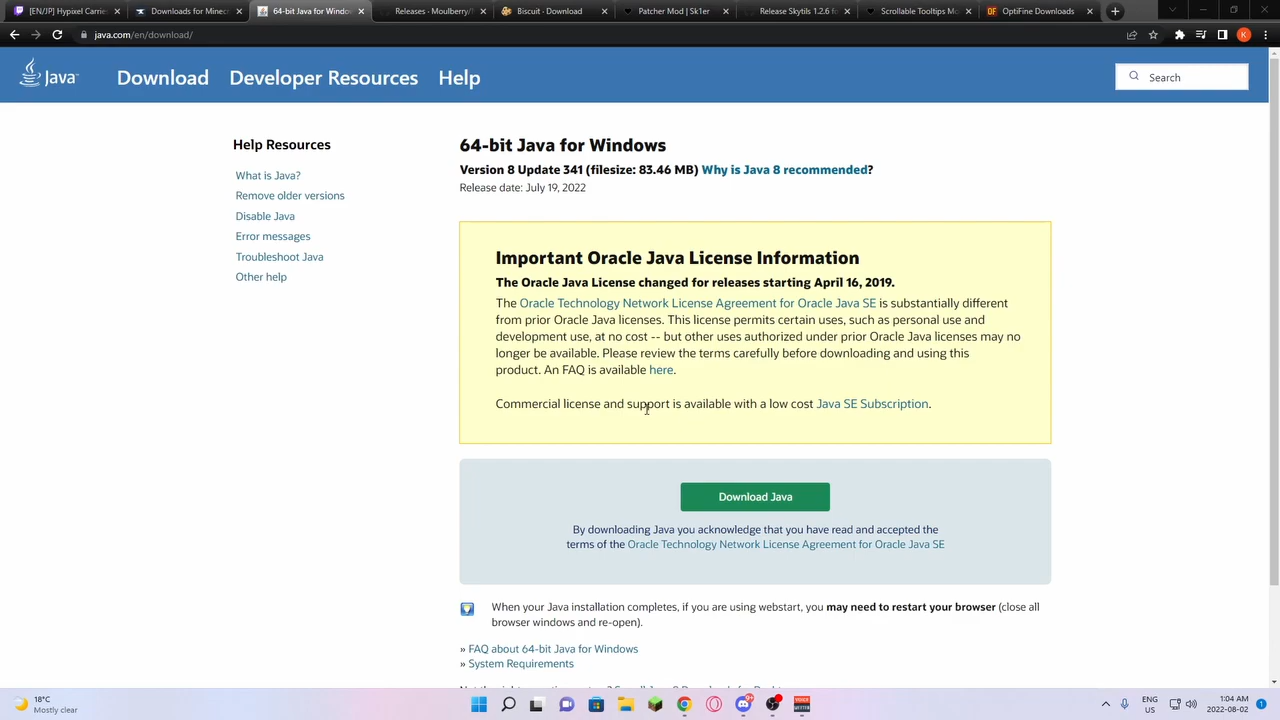 [EN/JP] Hypixel Carrie
Downloads for Minec
64-bit Java for Windo
Releases · Moulberry/
Biscuit - Download
Patcher Mod | Sk1er
Release Skytils 1.2.6
Scrollable Tooltips Mo
OptiFine Downloads
java.com/en/download/
K
Java
Download
Developer Resources
Help
Search
Help Resources
What is Java?
Remove older versions
Disable Java
Error messages
Troubleshoot Java
Other help
64-bit Java for Windows
Version 8 Update 341 (filesize: 83.46 MB) Why is Java 8 recommended?
Release date: July 19, 2022
Important Oracle Java License Information
The Oracle Java License changed for releases starting April 16, 2019.
The Oracle Technology Network License Agreement for Oracle Java SE is substantially different
from prior Oracle Java licenses. This license permits certain uses, such as personal use and
development use, at no cost -- but other uses authorized under prior Oracle Java licenses may no
longer be available. Please review the terms carefully before downloading and using this
product. An FAQ is available here.
Commercial license and support is available with a low cost Java SE Subscription.
Download Java
By downloading Java you acknowledge that you have read and accepted the
terms of the Oracle Technology Network License Agreement for Oracle Java SE
When your Java installation completes, if you are using webstart, you may need to restart your browser (close all
browser windows and re-open).
» FAQ about 64-bit Java for Windows
» System Requirements
18°C
Mostly clear
ENG
US
1:04 AM
2022-08-02